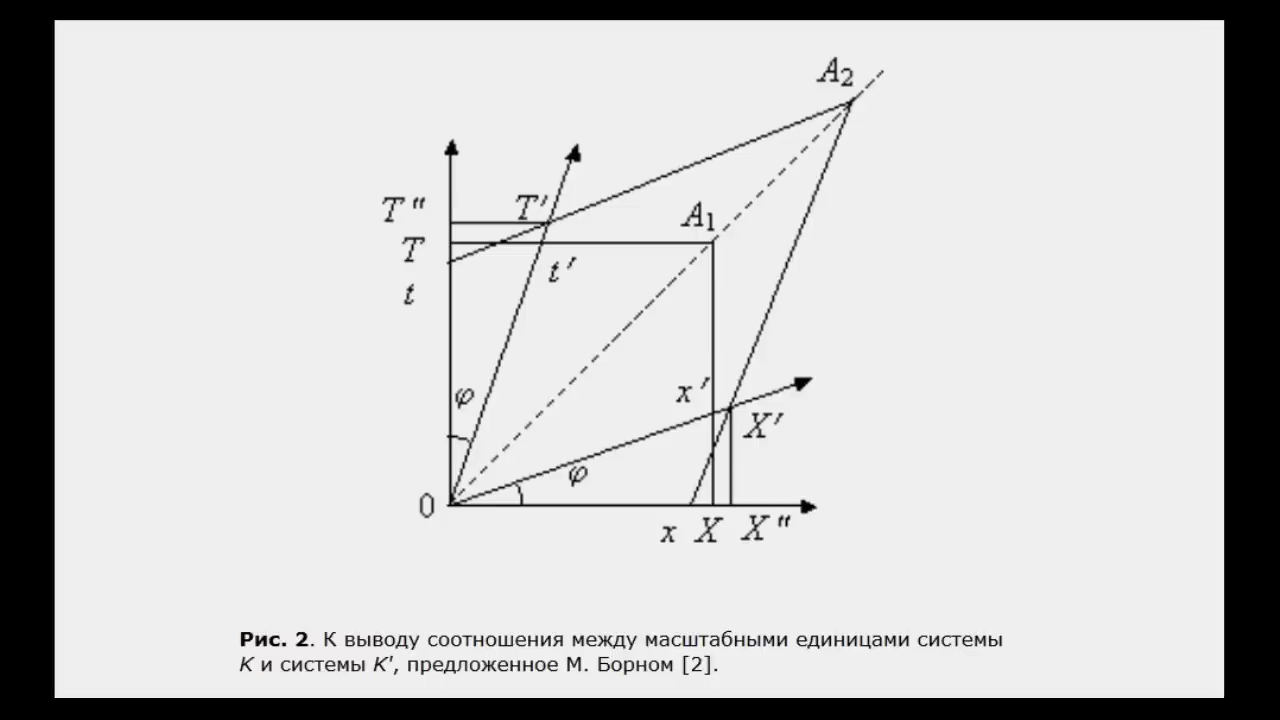 A₂
T" T' A₁
T
t t'
φ
x' X'
φ
0
x X X"
Рис. 2. К выводу соотношения между масштабными единицами системы
K и системы K', предложенное М. Борном [2].